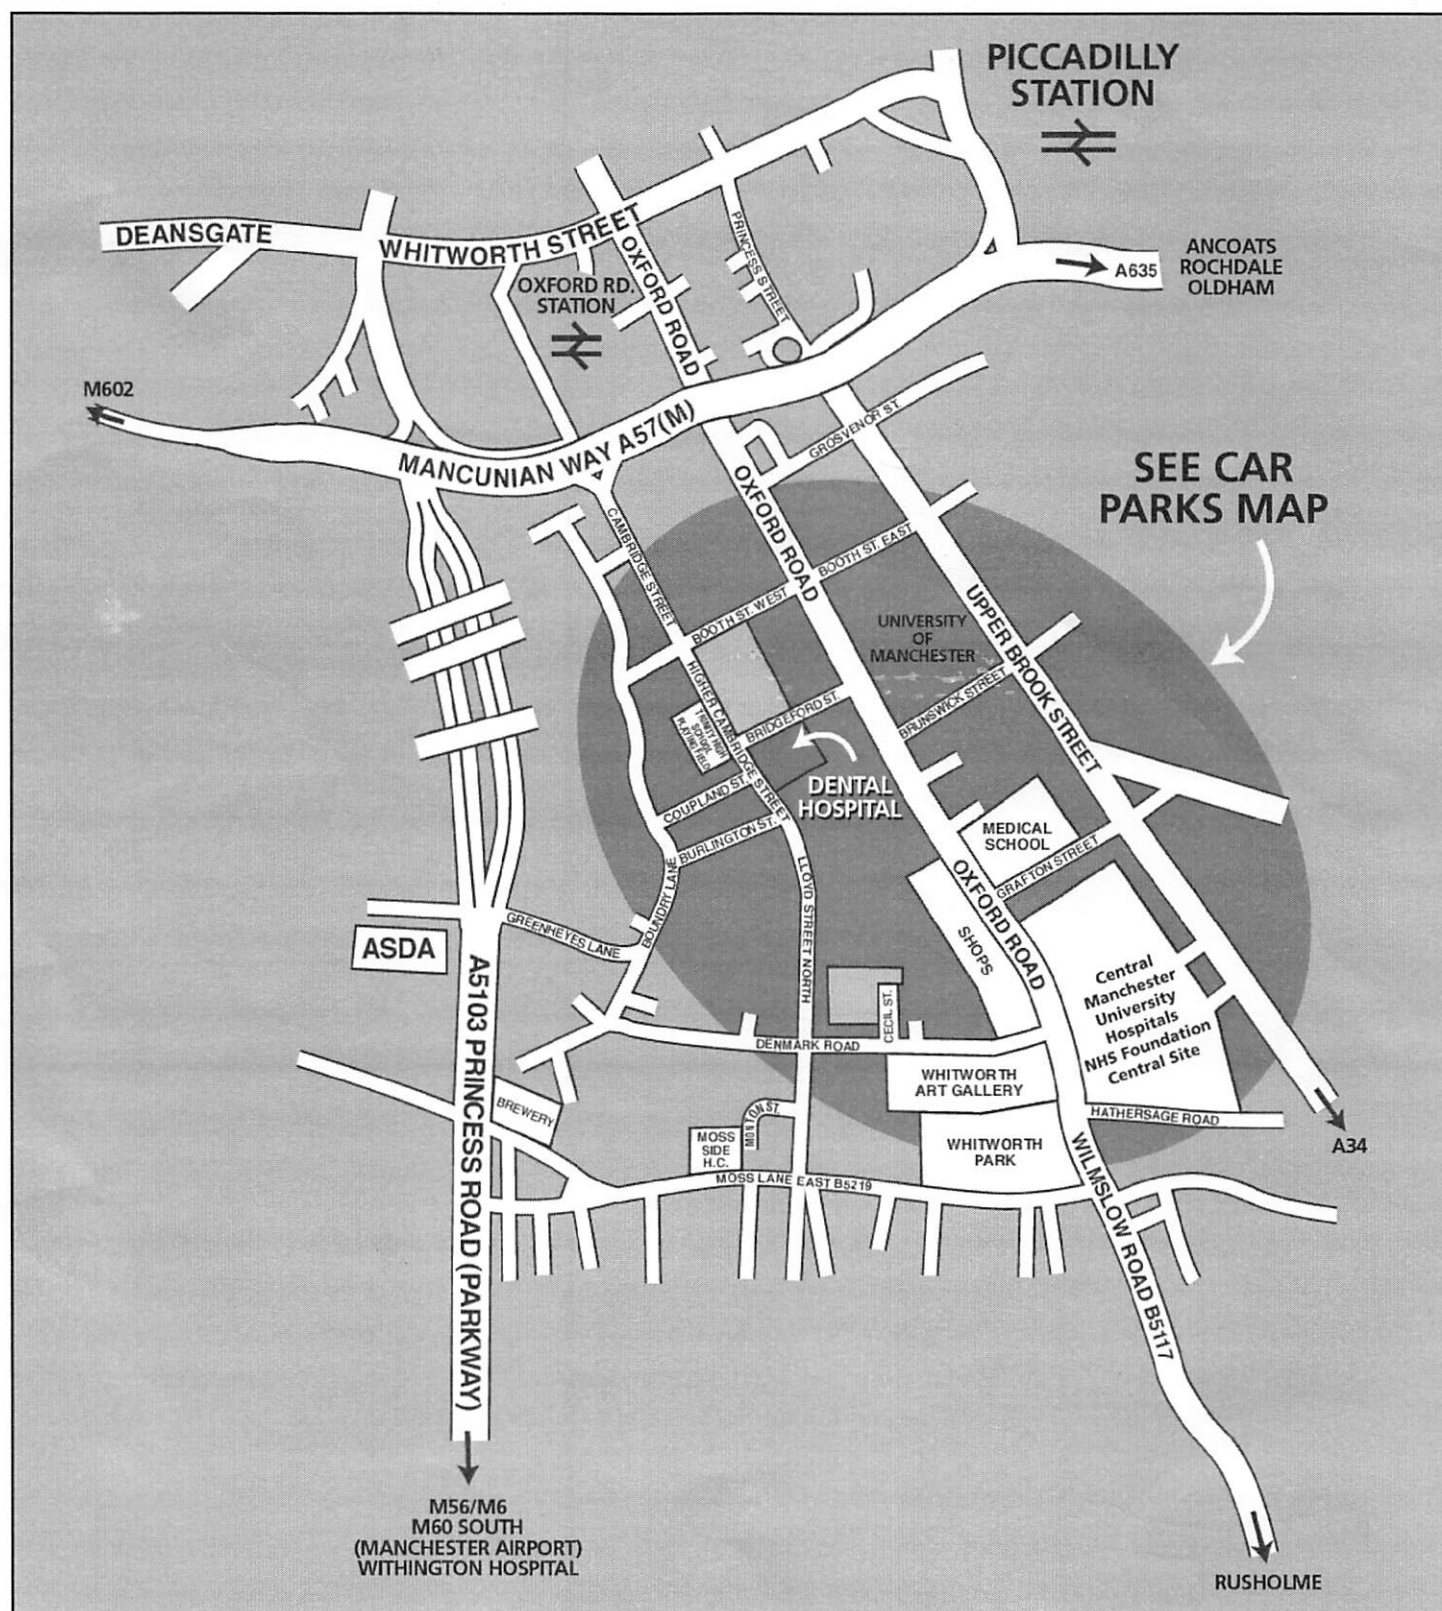 PICCADILLY
STATION
DEANSGATE
WHITWORTH STREET
OXFORD ROAD
PRINCESS STREET
A635
ANCOATS
ROCHDALE
OLDHAM
OXFORD RD.
STATION
M602
MANCUNIAN WAY A57(M)
GROSVENOR ST.
SEE CAR
PARKS MAP
OXFORD ROAD
CAMBRIDGE STREET
BOOTH ST. EAST
BOOTH ST. WEST
UNIVERSITY
OF
MANCHESTER
UPPER BROOK STREET
BRUNSWICK STREET
HIGHER CAMBRIDGE STREET
TRINITY HIGH
SCHOOL
PLAYING FIELD
BRIDGEFORD ST.
DENTAL
HOSPITAL
COUPLAND ST.
BURLINGTON ST.
MEDICAL
SCHOOL
GRAFTON STREET
BOUNDRY LANE
LLOYD STREET NORTH
OXFORD ROAD
SHOPS
GREENHEYES LANE
ASDA
A5103 PRINCESS ROAD (PARKWAY)
Central
Manchester
University
Hospitals
NHS Foundation
Central Site
CECIL ST.
DENMARK ROAD
WHITWORTH
ART GALLERY
BREWERY
MONTON ST.
HATHERSAGE ROAD
MOSS
SIDE
H.C.
WHITWORTH
PARK
A34
MOSS LANE EAST B5219
WILMSLOW ROAD B5117
M56/M6
M60 SOUTH
(MANCHESTER AIRPORT)
WITHINGTON HOSPITAL
RUSHOLME